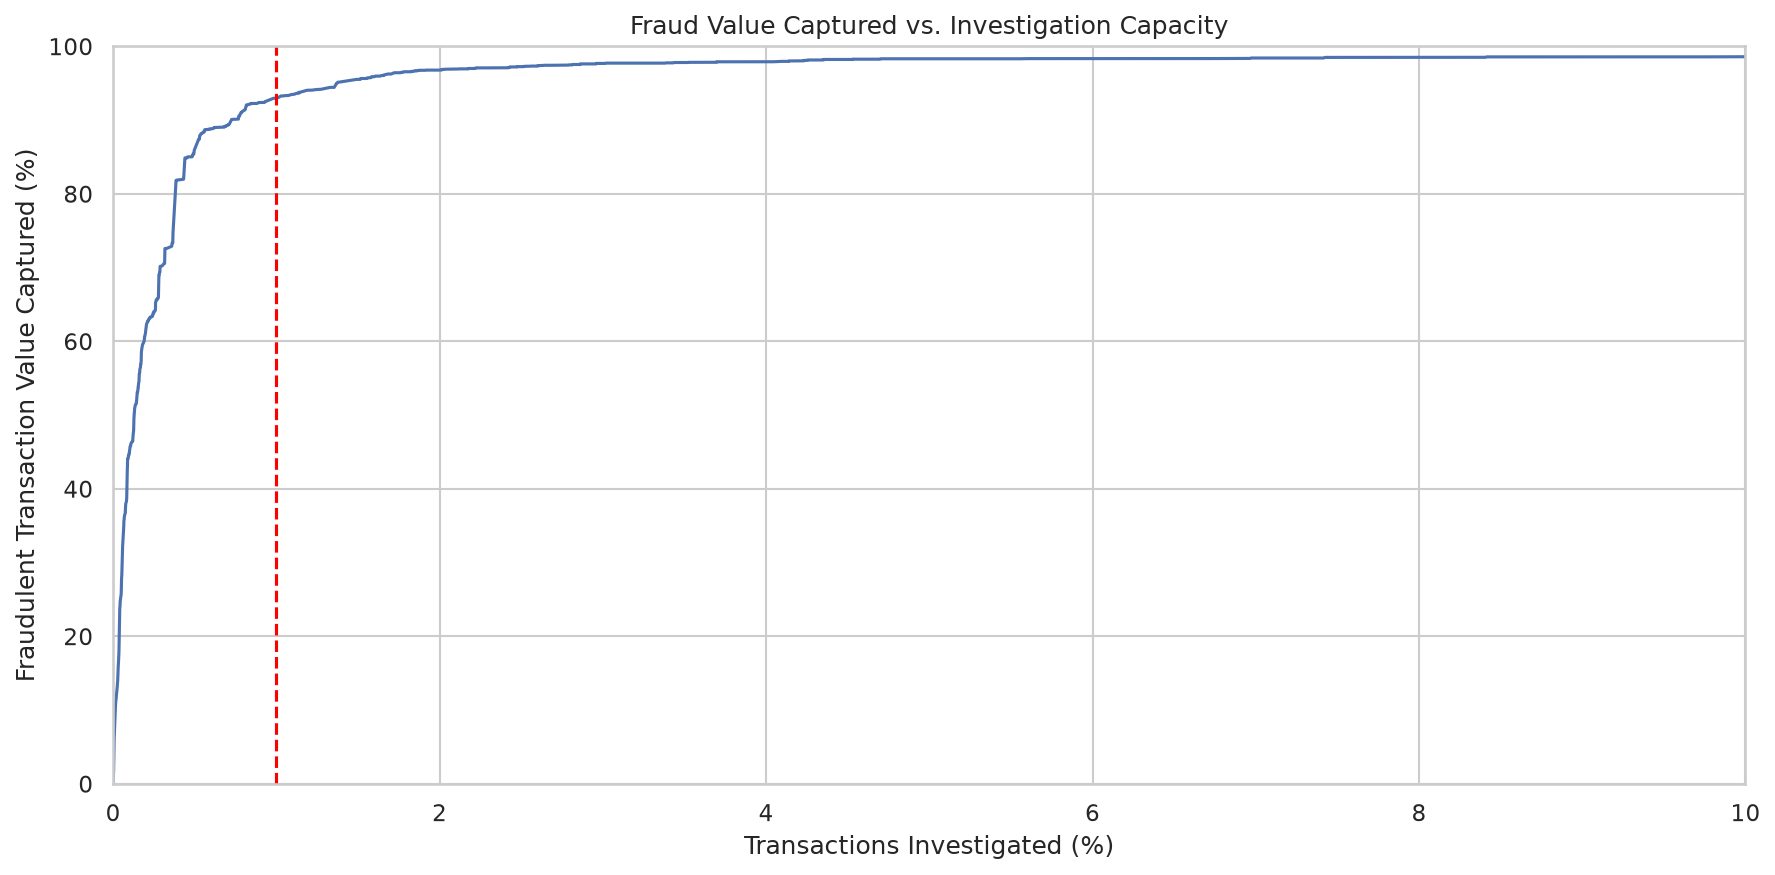 Fraud Value Captured vs. Investigation Capacity
Fraudulent Transaction Value Captured (%)
100
80
60
40
20
0
0 2 4 6 8 10
Transactions Investigated (%)